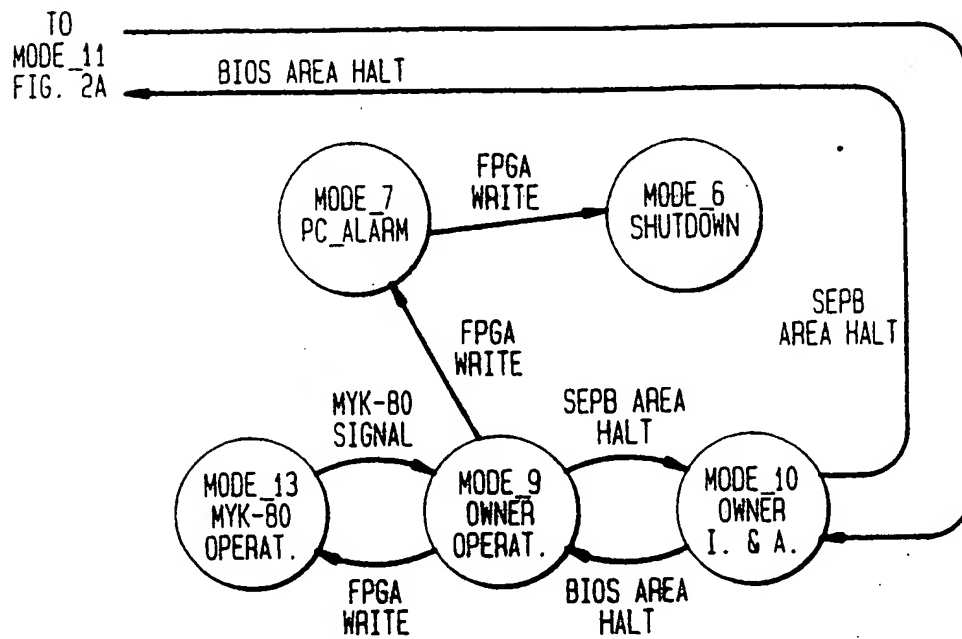 TO
MODE_11
FIG. 2A
BIOS AREA HALT
FPGA
WRITE
MODE_7
PC_ALARM
MODE_6
SHUTDOWN
SEPB
AREA HALT
FPGA
WRITE
MYK-80
SIGNAL
SEPB AREA
HALT
MODE_13
MYK-80
OPERAT.
MODE_9
OWNER
OPERAT.
MODE_10
OWNER
I. & A.
FPGA
WRITE
BIOS AREA
HALT